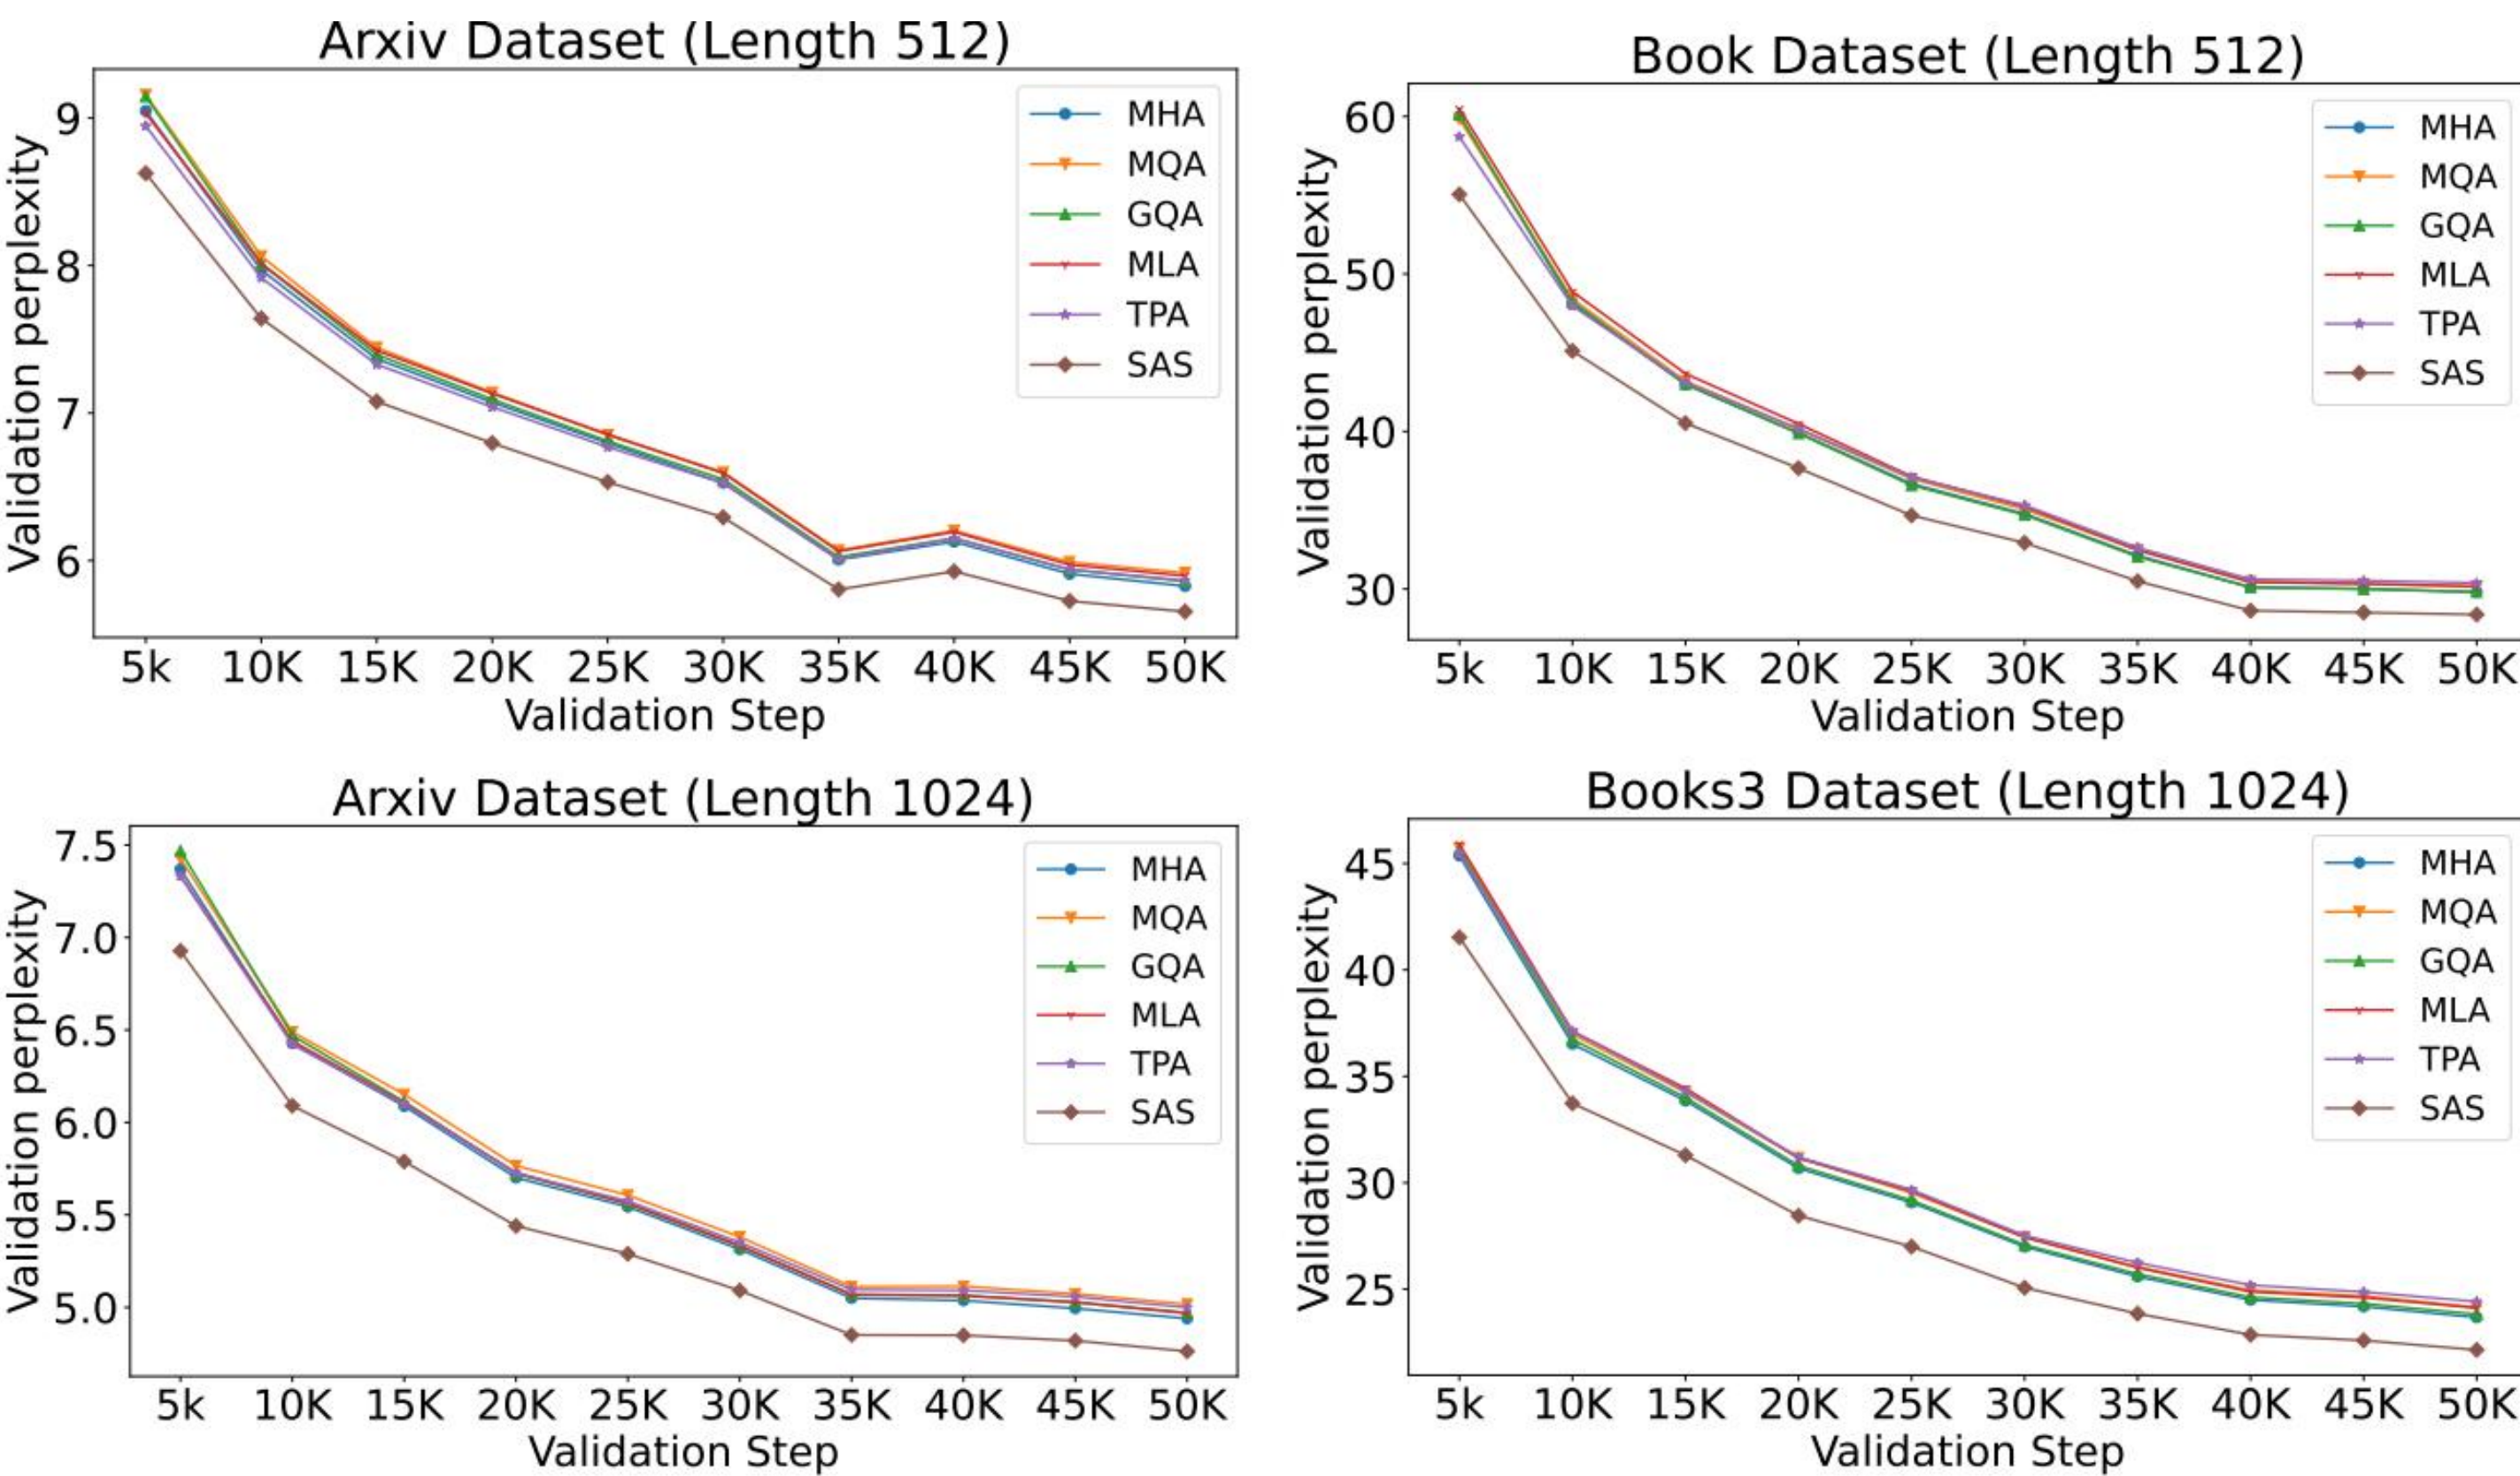 Arxiv Dataset (Length 512)
Validation perplexity
9
8
7
6
MHA
MQA
GQA
MLA
TPA
SAS
5k 10K 15K 20K 25K 30K 35K 40K 45K 50K
Validation Step
Book Dataset (Length 512)
Validation perplexity
60
50
40
30
MHA
MQA
GQA
MLA
TPA
SAS
5k 10K 15K 20K 25K 30K 35K 40K 45K 50K
Validation Step
Arxiv Dataset (Length 1024)
Validation perplexity
7.5
7.0
6.5
6.0
5.5
5.0
MHA
MQA
GQA
MLA
TPA
SAS
5k 10K 15K 20K 25K 30K 35K 40K 45K 50K
Validation Step
Books3 Dataset (Length 1024)
Validation perplexity
45
40
35
30
25
MHA
MQA
GQA
MLA
TPA
SAS
5k 10K 15K 20K 25K 30K 35K 40K 45K 50K
Validation Step